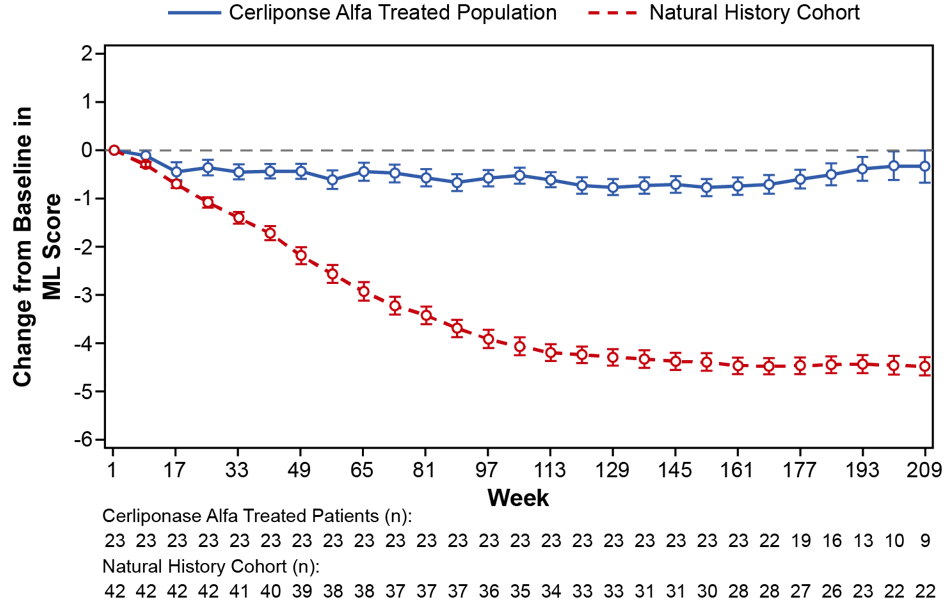 Cerliponse Alfa Treated Population Natural History Cohort
Change from Baseline in
ML Score
2
1
0
-1
-2
-3
-4
-5
-6
1 17 33 49 65 81 97 113 129 145 161 177 193 209
Week
Cerliponase Alfa Treated Patients (n):
23 23 23 23 23 23 23 23 23 23 23 23 23 23 23 23 23 23 23 23 23 22 19 16 13 10 9
Natural History Cohort (n):
42 42 42 42 41 40 39 38 38 37 37 37 36 35 34 33 33 31 31 30 28 28 27 26 23 22 22